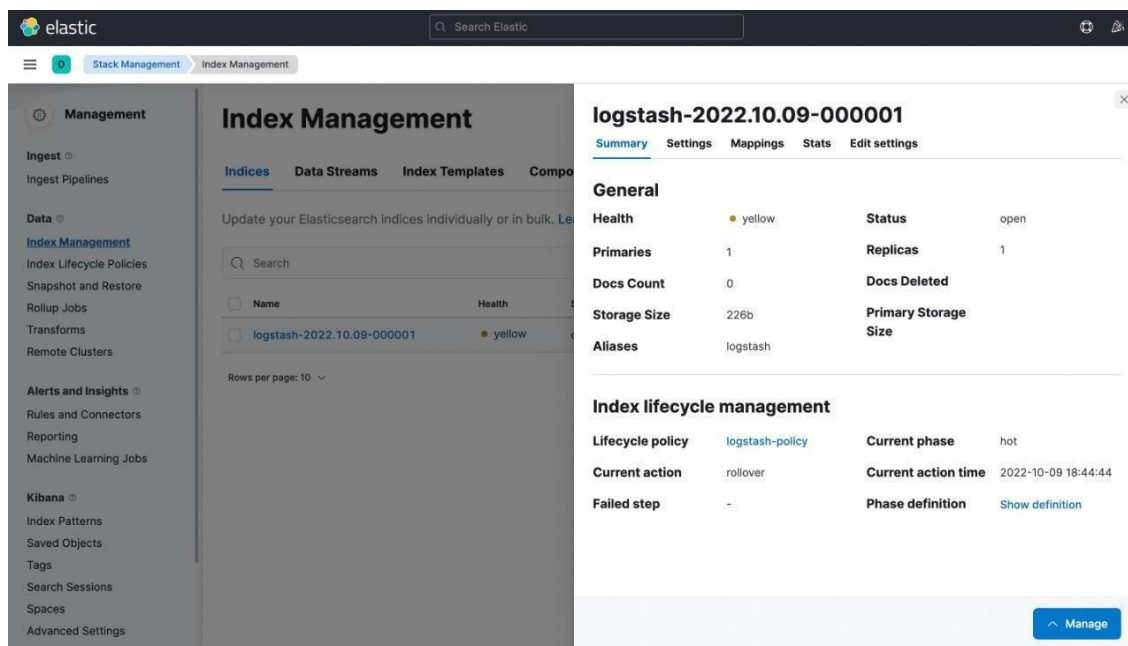 elastic
Search Elastic
D
Stack Management
Index Management
Management
Ingest
Ingest Pipelines
Data
Index Management
Index Lifecycle Policies
Snapshot and Restore
Rollup Jobs
Transforms
Remote Clusters
Alerts and Insights
Rules and Connectors
Reporting
Machine Learning Jobs
Kibana
Index Patterns
Saved Objects
Tags
Search Sessions
Spaces
Advanced Settings
Index Management
Indices Data Streams Index Templates Compo
Update your Elasticsearch indices individually or in bulk. Le
Search
Name Health
logstash-2022.10.09-000001 yellow
Rows per page: 10
logstash-2022.10.09-000001
Summary Settings Mappings Stats Edit settings
General
Health yellow Status open
Primaries 1 Replicas 1
Docs Count 0 Docs Deleted
Storage Size 226b Primary Storage
Size
Aliases logstash
Index lifecycle management
Lifecycle policy logstash-policy Current phase hot
Current action rollover Current action time 2022-10-09 18:44:44
Failed step - Phase definition Show definition
Manage